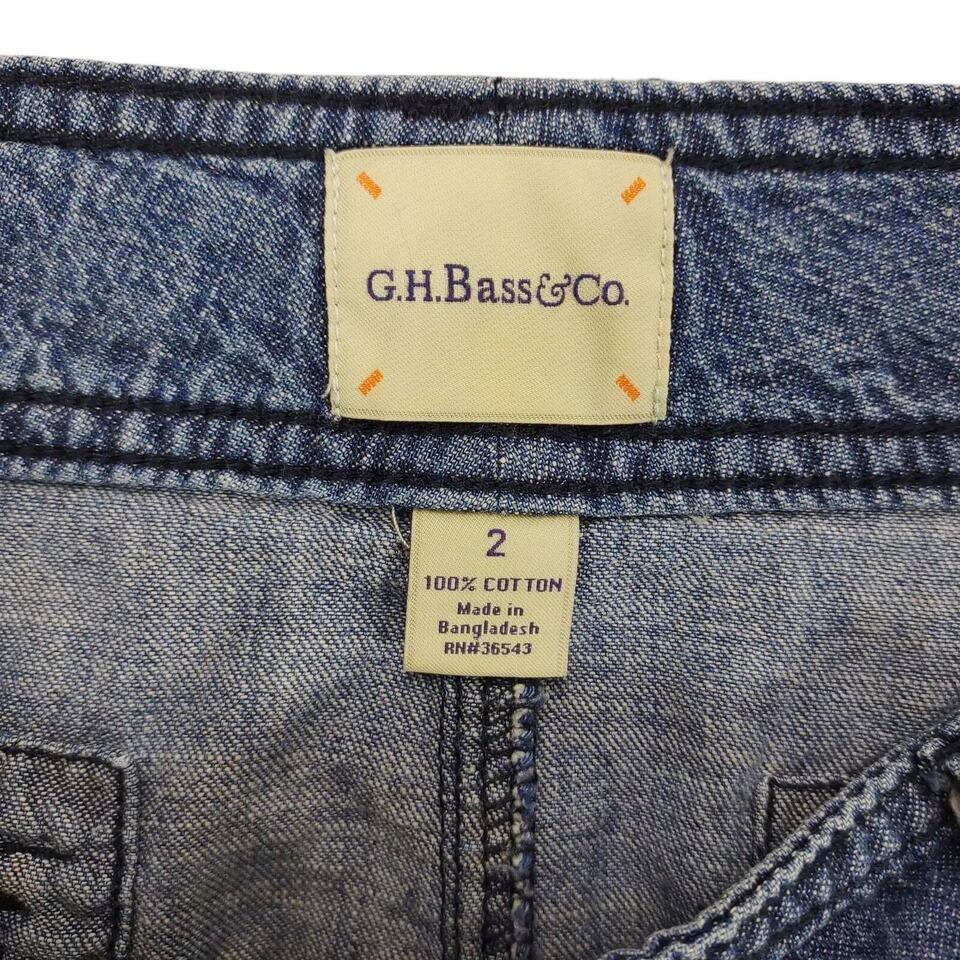 G.H.Bass&Co.
2
100% COTTON
Made in
Bangladesh
RN#36543